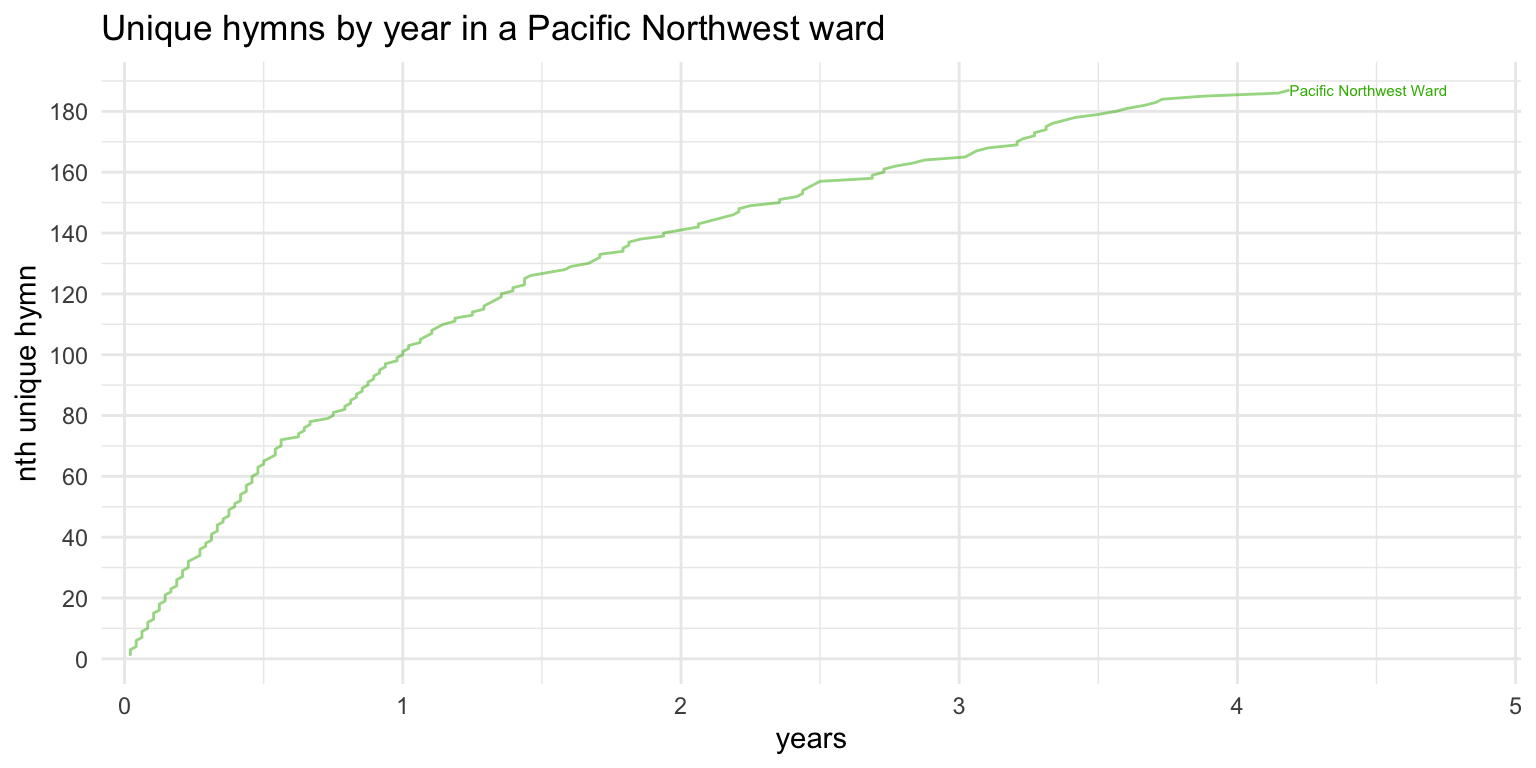 Unique hymns by year in a Pacific Northwest ward
nth unique hymn
180
160
140
120
100
80
60
40
20
0
Pacific Northwest Ward
0 1 2 3 4 5
years